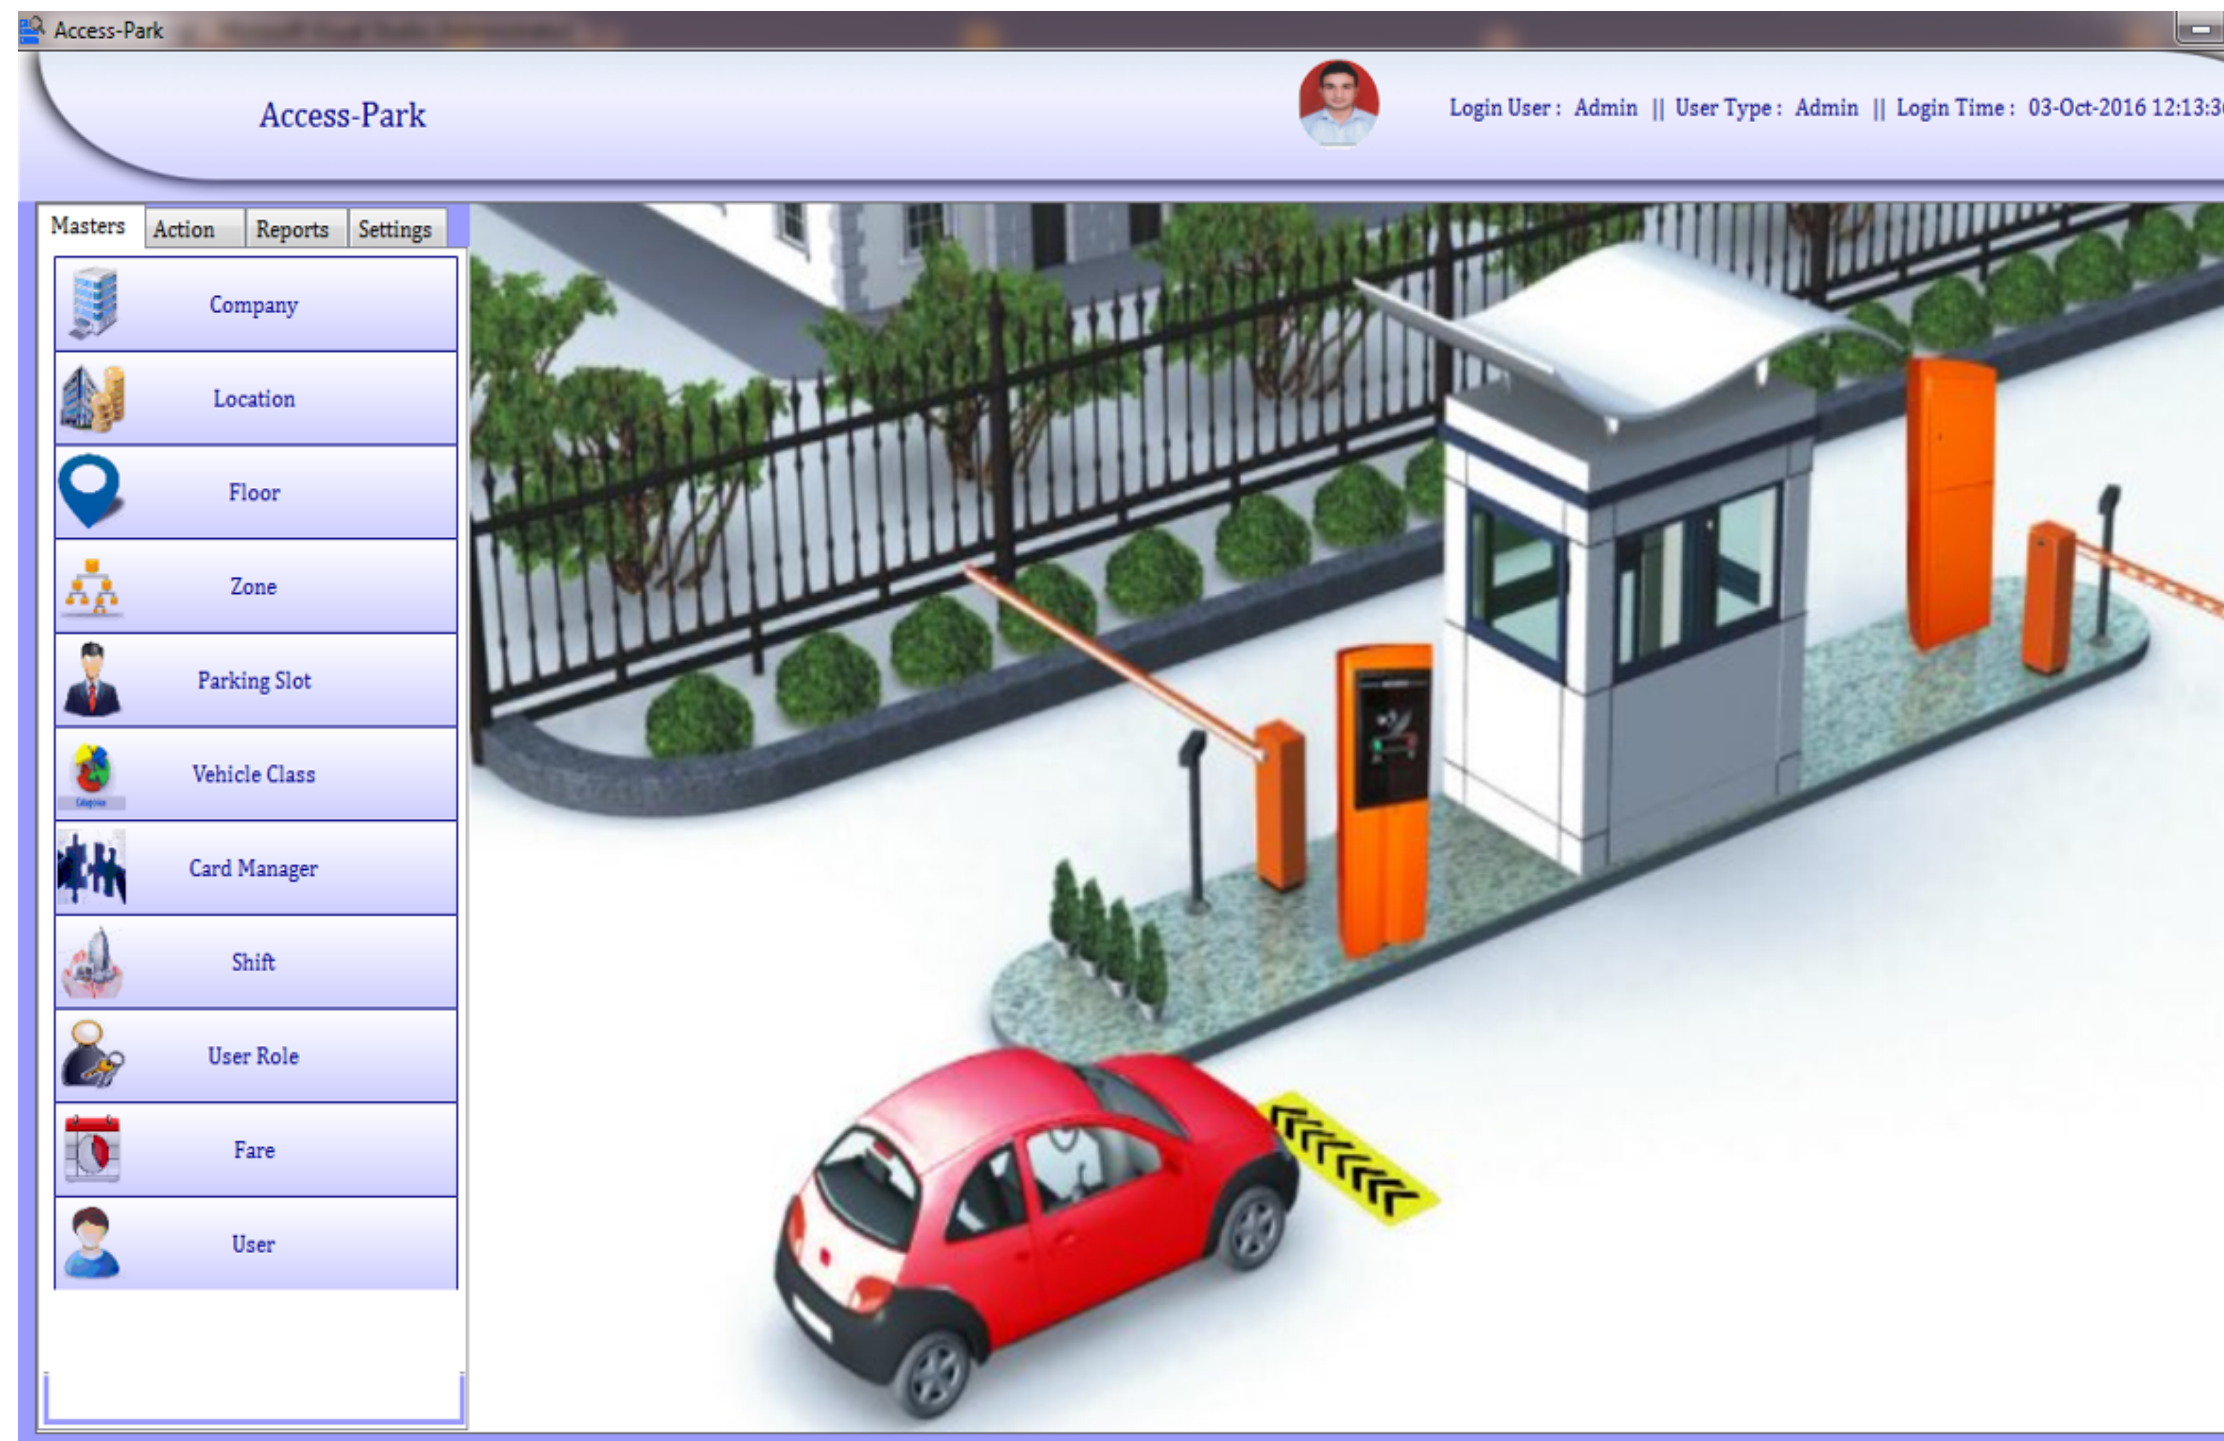 Access-Park
Access-Park
Login User : Admin || User Type : Admin || Login Time : 03-Oct-2016 12:13:3
Masters Action Reports Settings
Company
Location
Floor
Zone
Parking Slot
Vehicle Class
Card Manager
Shift
User Role
Fare
User